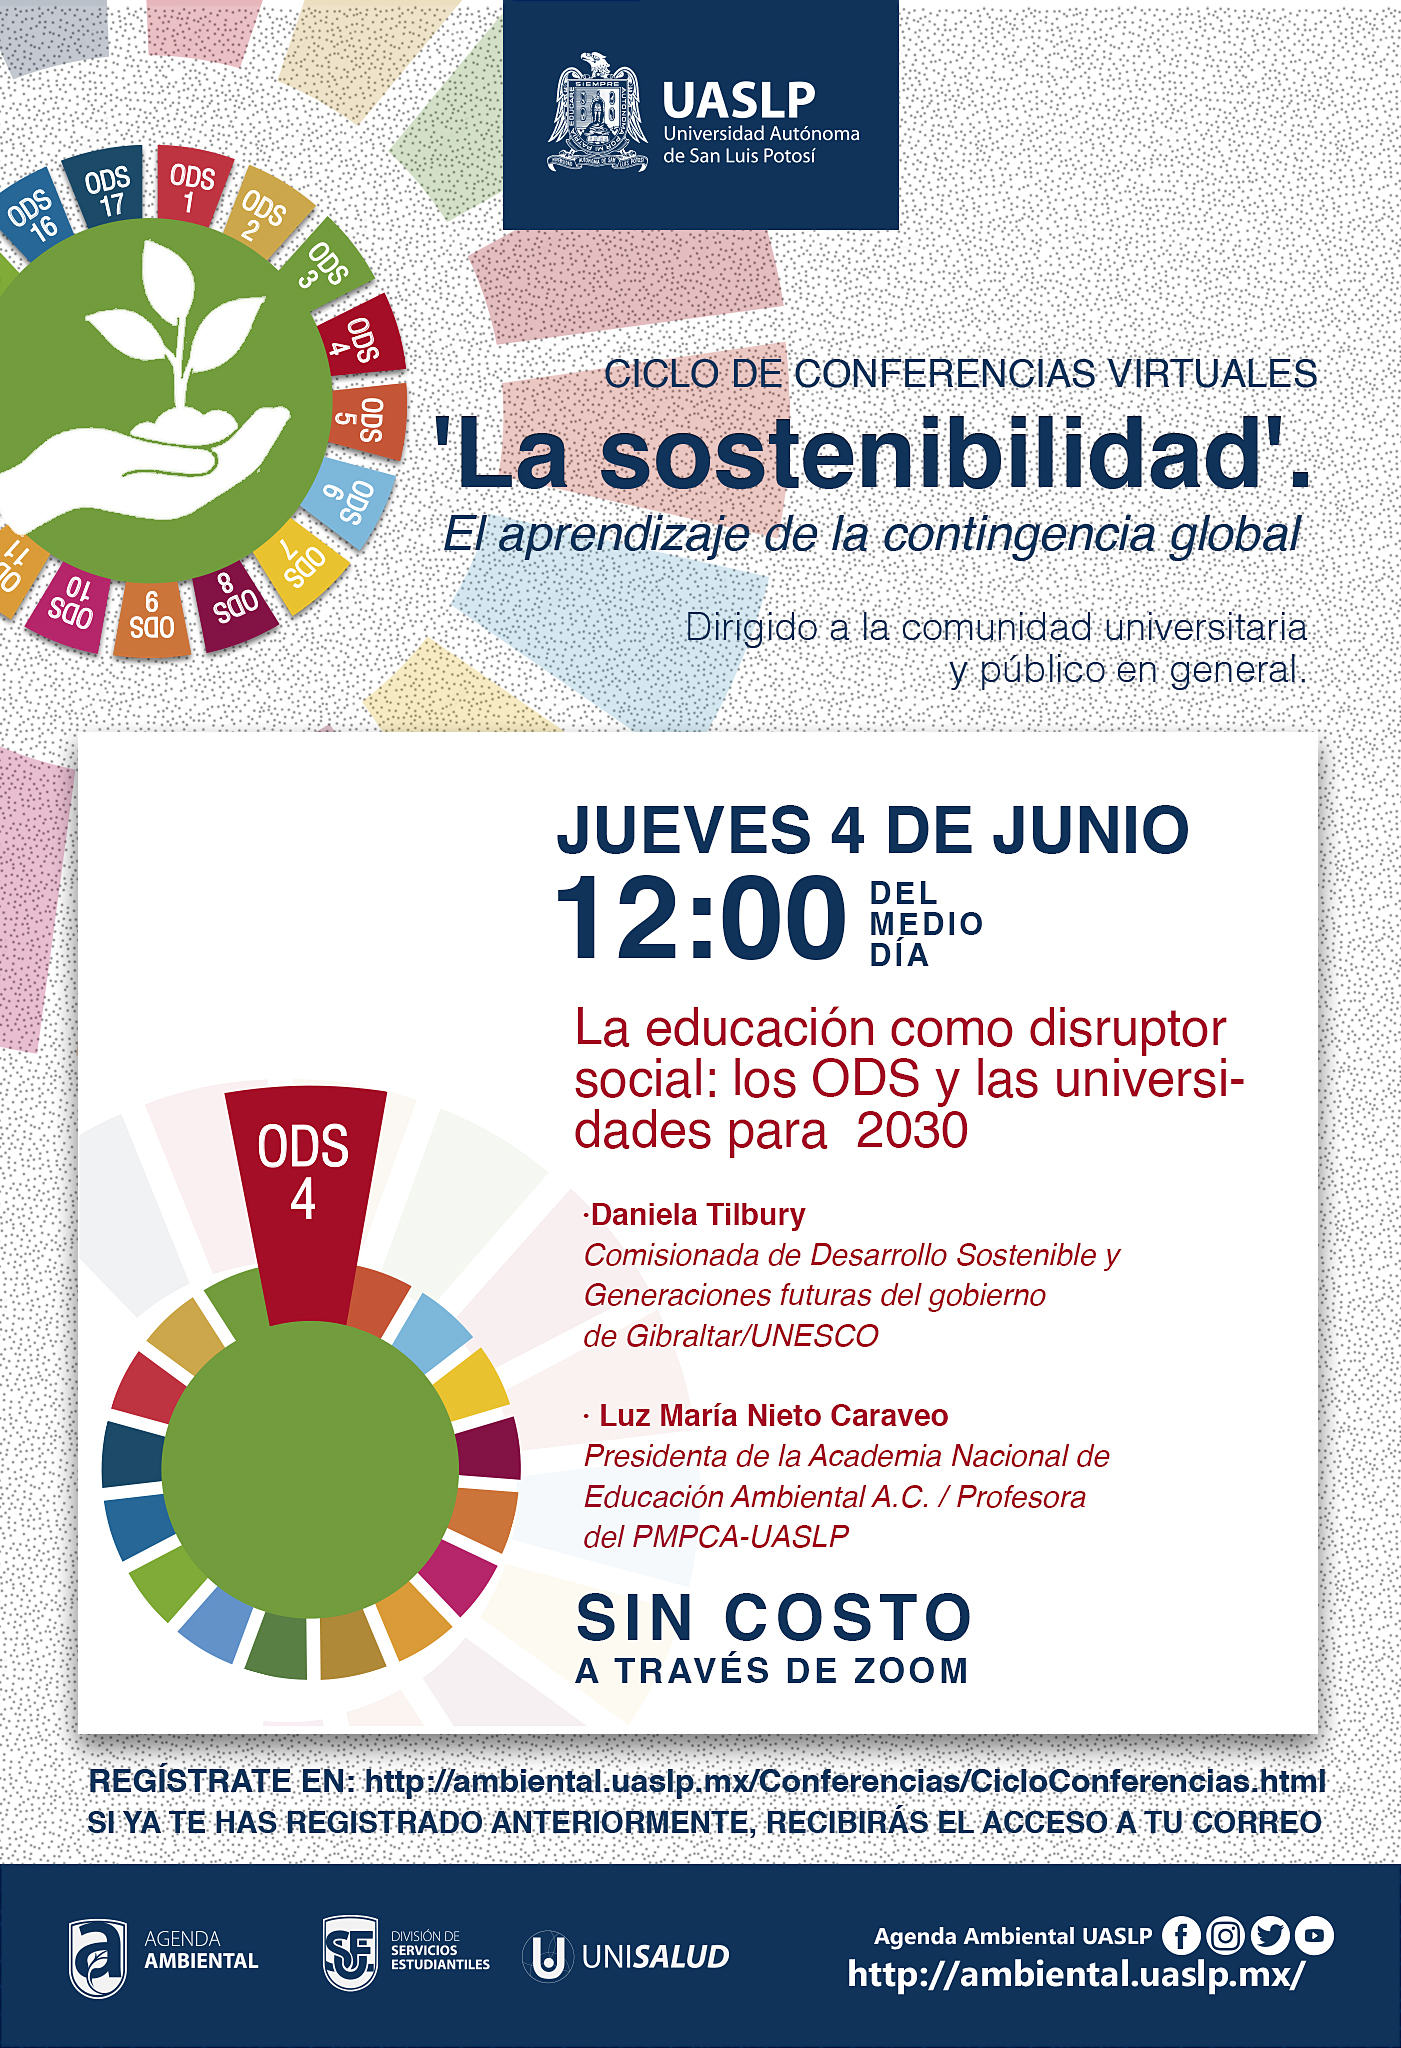 UASLP
Universidad Autónoma
de San Luis Potosí
SIEMPRE
ODS
16
ODS
17
ODS
1
ODS
2
ODS
3
ODS
4
ODS
5
ODS
6
ODS
7
ODS
8
ODS
9
ODS
10
11
CICLO DE CONFERENCIAS VIRTUALES
'La sostenibilidad'.
El aprendizaje de la contingencia global
Dirigido a la comunidad universitaria
y público en general.
JUEVES 4 DE JUNIO
12:00 DEL
MEDIO
DÍA
La educación como disruptor
social: los ODS y las universi-
dades para 2030
ODS
4
·Daniela Tilbury
Comisionada de Desarrollo Sostenible y
Generaciones futuras del gobierno
de Gibraltar/UNESCO
· Luz María Nieto Caraveo
Presidenta de la Academia Nacional de
Educación Ambiental A.C. / Profesora
del PMPCA-UASLP
SIN COSTO
A TRAVÉS DE ZOOM
REGÍSTRATE EN: http://ambiental.uaslp.mx/Conferencias/CicloConferencias.html
SI YA TE HAS REGISTRADO ANTERIORMENTE, RECIBIRÁS EL ACCESO A TU CORREO
AGENDA
AMBIENTAL
DIVISIÓN DE
SERVICIOS
ESTUDIANTILES
UNISALUD
Agenda Ambiental UASLP
http://ambiental.uaslp.mx/